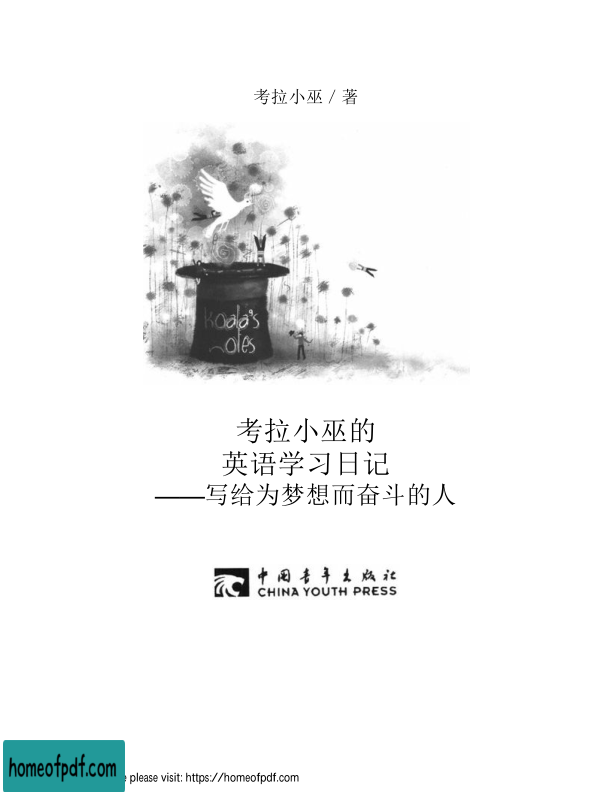 考拉小巫 / 著
koala's
notes
考拉小巫的
英语学习日记
——写给为梦想而奋斗的人
中国青年出版社
CHINA YOUTH PRESS
homeofpdf.com
e please visit: https://homeofpdf.com